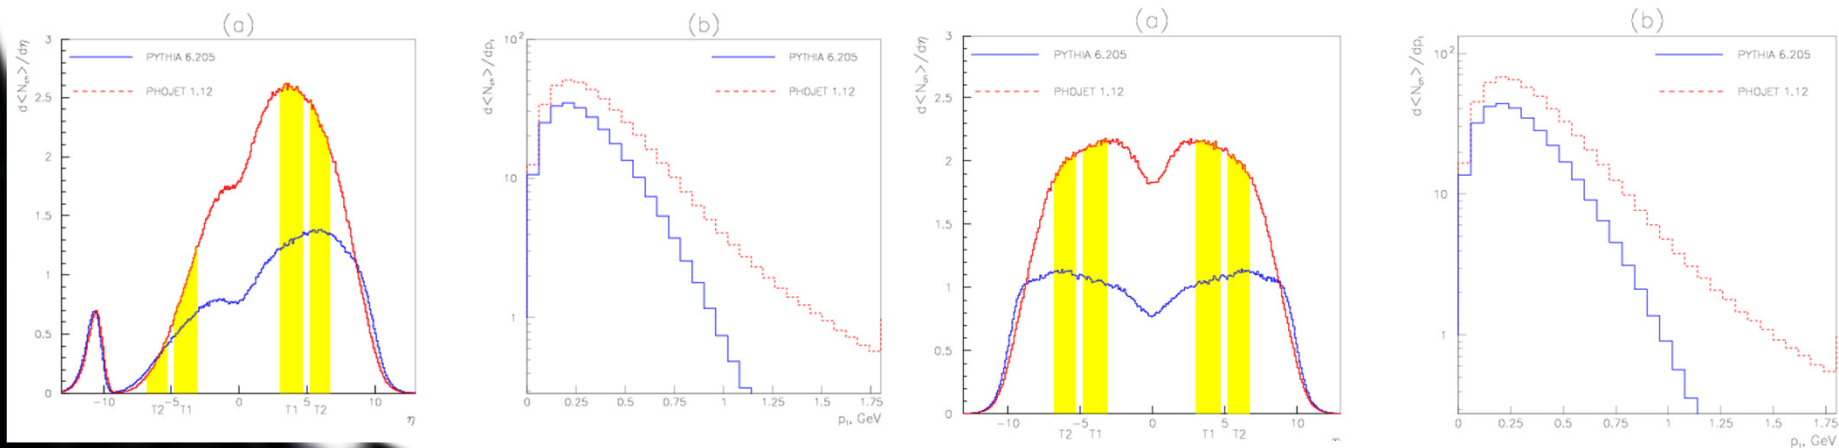 (a)
d<N_ch>/dη
3
2.5
2
1.5
1
0.5
0
PYTHIA 6.205
PHOJET 1.12
-10 -5 0 5 10
T2 T1 T1 T2
η
(b)
d<N_ch>/dp_t
10²
10
1
PYTHIA 6.205
PHOJET 1.12
0 0.25 0.5 0.75 1 1.25 1.5 1.75
p_t, GeV
(a)
d<N_ch>/dη
3
2.5
2
1.5
1
0.5
0
PYTHIA 6.205
PHOJET 1.12
-10 -5 0 5 10
T2 T1 T1 T2
(b)
d<N_ch>/dp_t
10²
10
1
PYTHIA 6.205
PHOJET 1.12
0 0.25 0.5 0.75 1 1.25 1.5 1.75
p_t, GeV